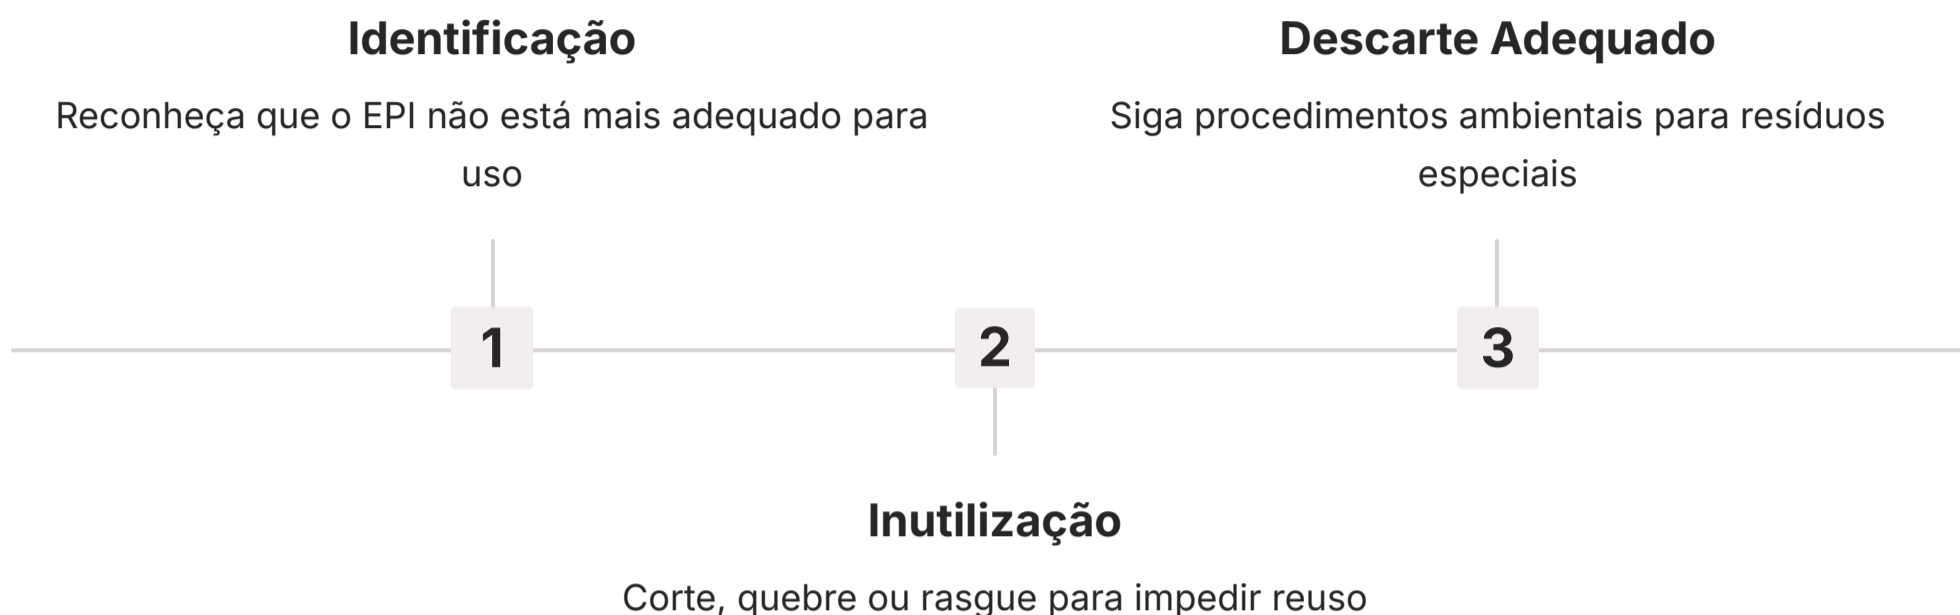 Identificação
Reconheça que o EPI não está mais adequado para
uso
1
2
Inutilização
Corte, quebre ou rasgue para impedir reuso
Descarte Adequado
Siga procedimentos ambientais para resíduos
especiais
3